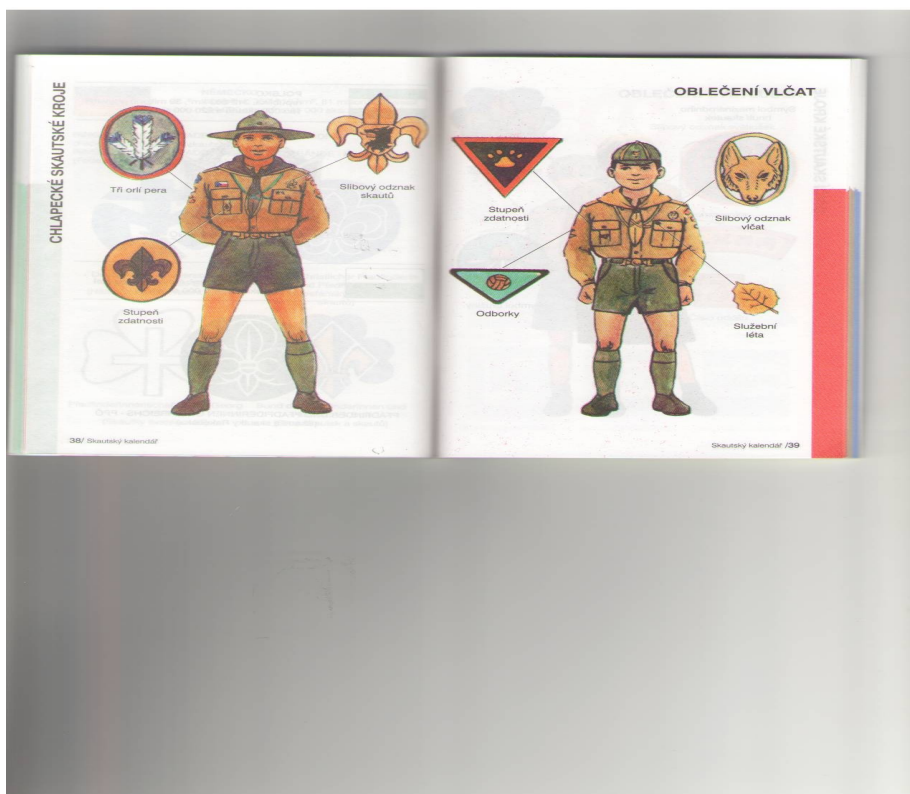 CHLAPECKÉ SKAUTSKÉ KROJE
Tři orlí pera
Slibový odznak
skautů
Stupeň
zdatnosti
38/ Skautský kalendář
OBLEČENÍ VLČAT
Stupeň
zdatnosti
Slibový odznak
vlčat
Odborky
Služební
léta
Skautský kalendář /39